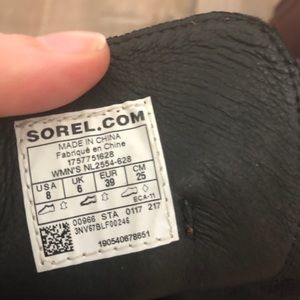 SOREL.COM
MADE IN CHINA
Fabriqué en Chine
1757751628
WMN'S NL2554-628
USA UK EUR CM
8 6 39 25
ECA-11
00966 STA 0117 217
3NV67BLF00246
190540678651